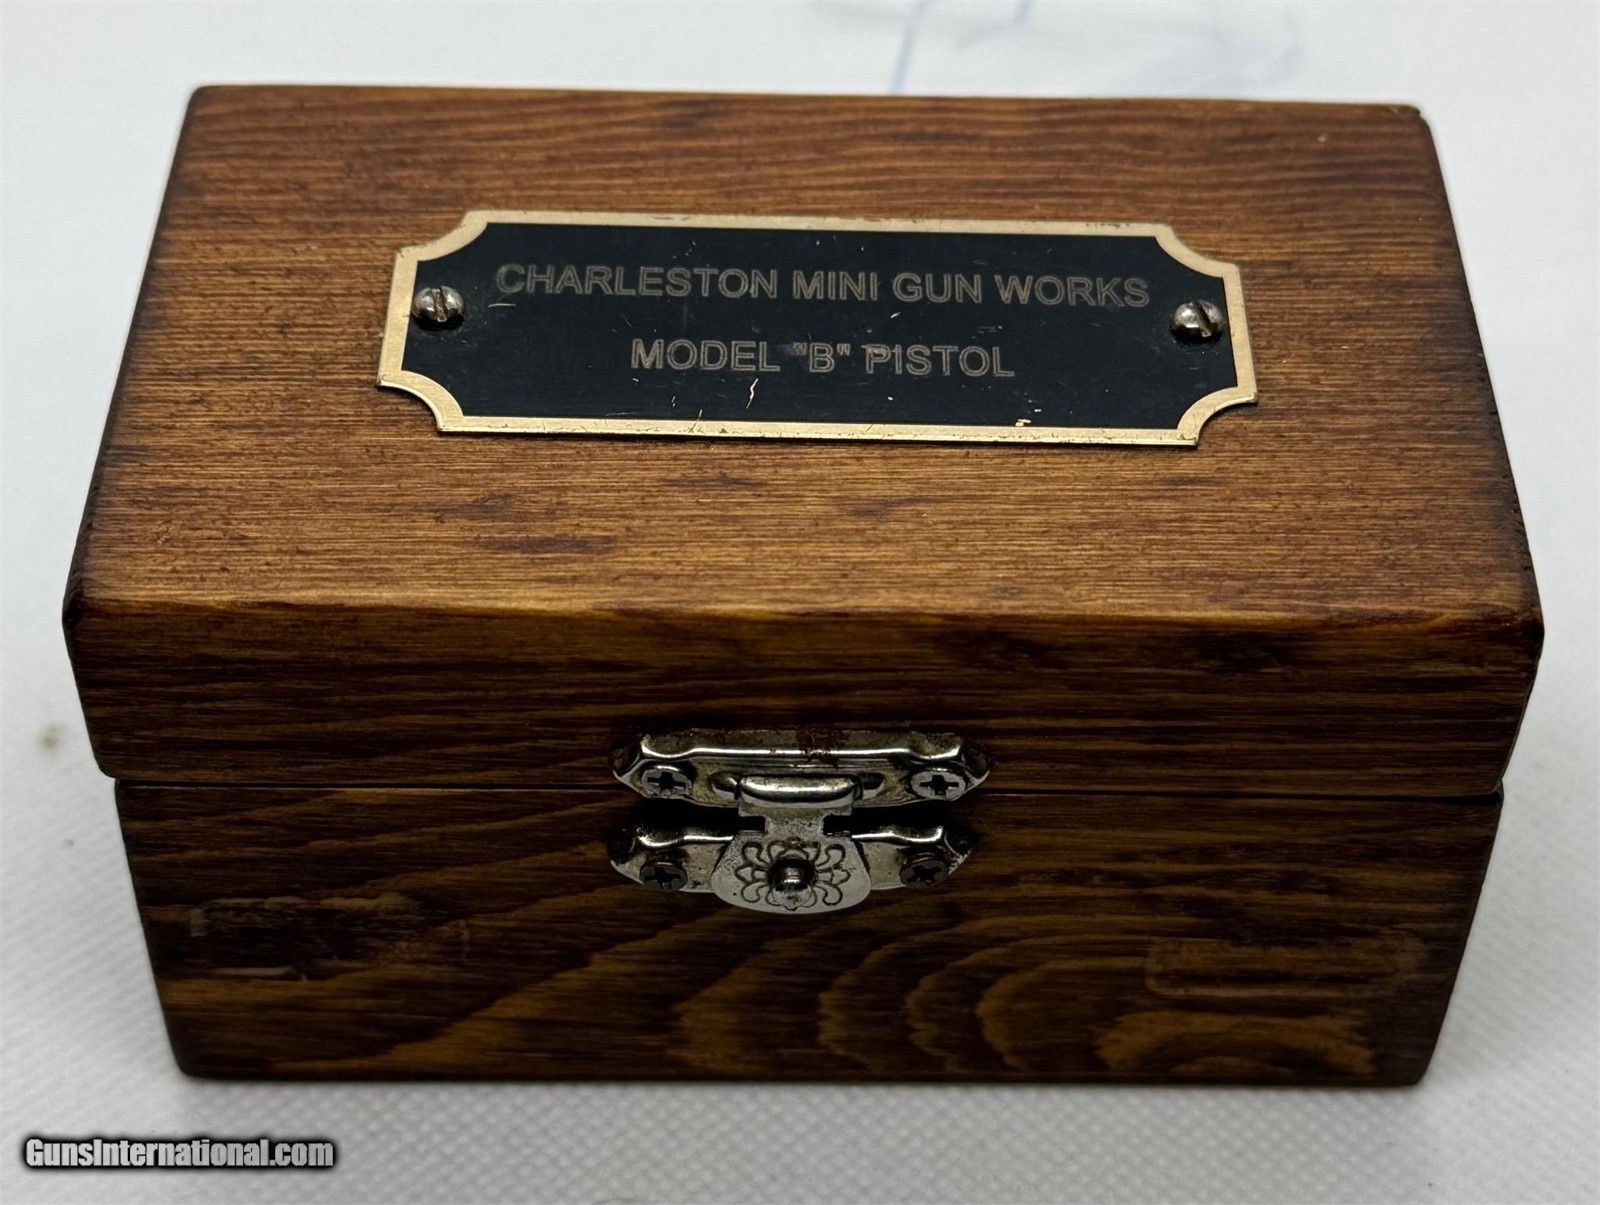 CHARLESTON MINI GUN WORKS
MODEL "B" PISTOL
GunsInternational.com